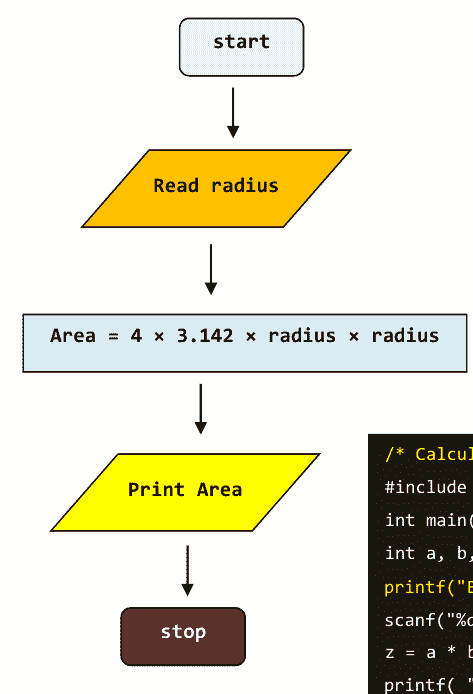 start
Read radius
Area = 4 × 3.142 × radius × radius
Print Area
stop
/* Calcul
#include
int main(
int a, b,
printf("E
scanf("%d
z = a * b
printf( "